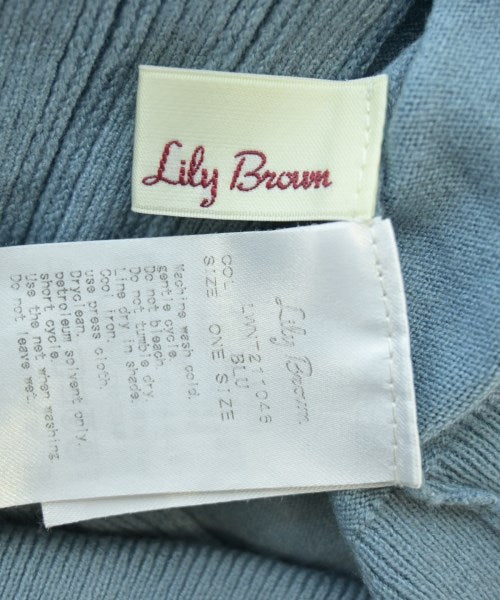 Lily Brown
Lily Brown
LWNT211046
COL BLU
SIZE ONE SIZE
Machine wash cold,
gentle cycle.
Do not bleach.
Do not tumble dry.
Line dry in shade.
Cool iron.
use press cloth.
Dryclean.
petroleum solvent only.
short cycle.
Use the net when washing
Do not leave wet.